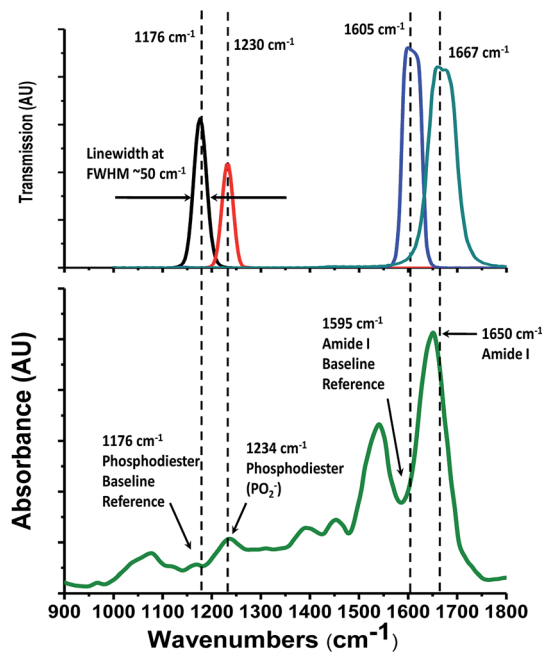 1176 cm-1
1230 cm-1
1605 cm-1
1667 cm-1
Transmission (AU)
Linewidth at
FWHM ~50 cm-1
Absorbance (AU)
1595 cm-1
Amide I
Baseline
Reference
1650 cm-1
Amide I
1176 cm-1
Phosphodiester
Baseline
Reference
1234 cm-1
Phosphodiester
(PO2-)
900 1000 1100 1200 1300 1400 1500 1600 1700 1800
Wavenumbers (cm-1)